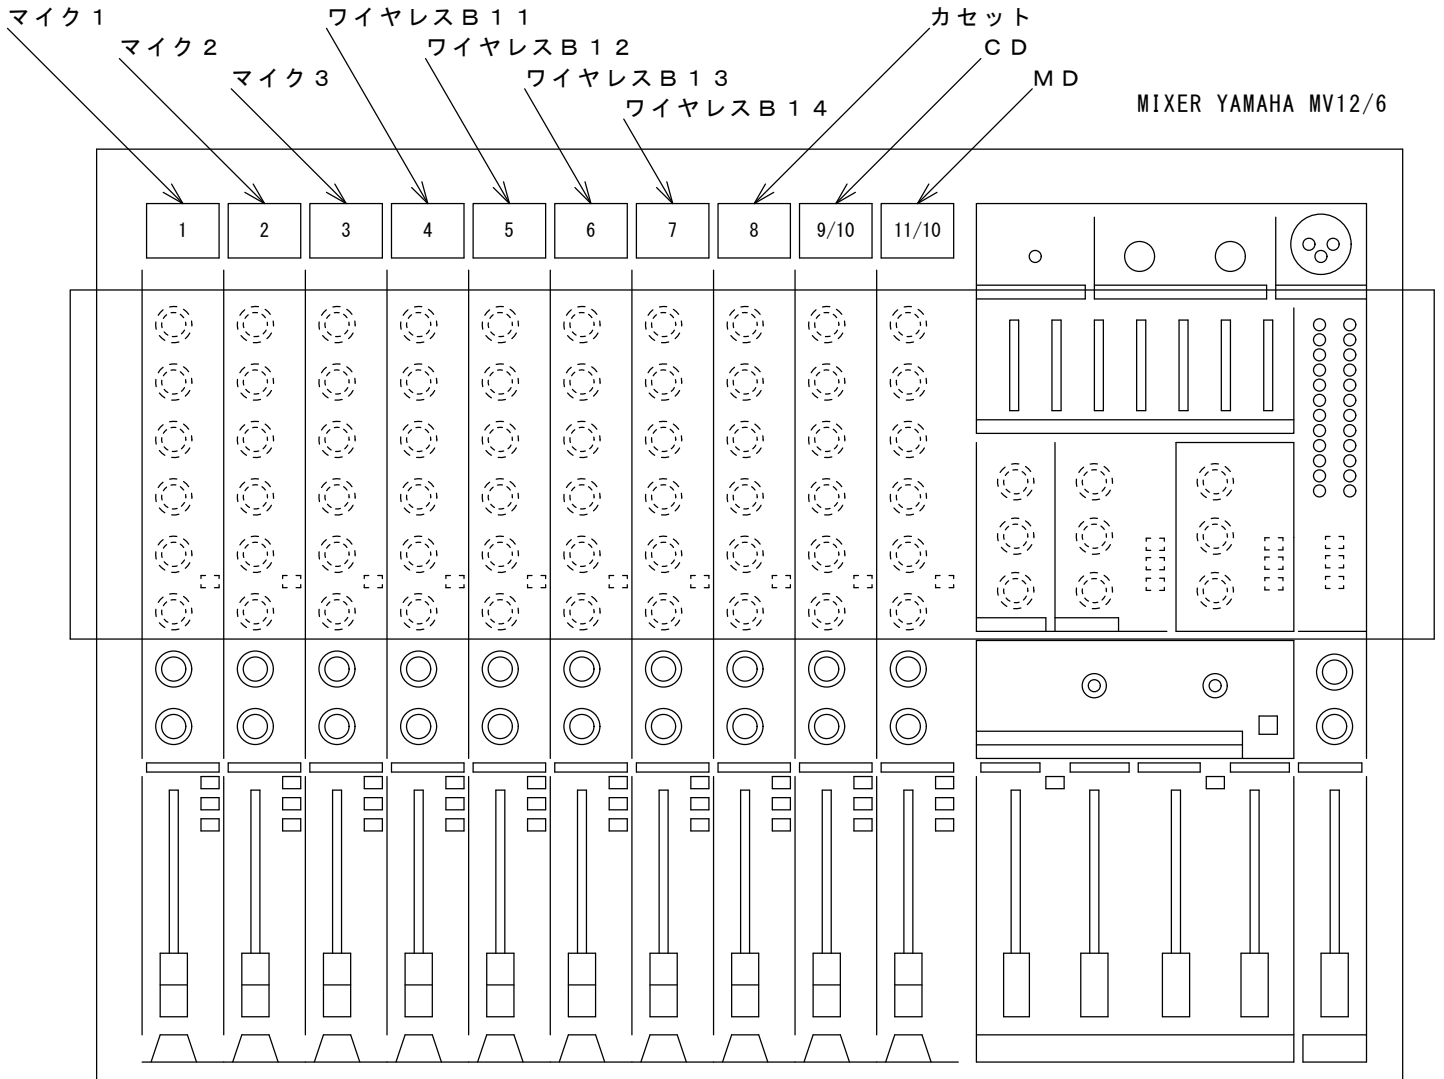 マイク１
マイク２
マイク３
ワイヤレスＢ１１
ワイヤレスＢ１２
ワイヤレスＢ１３
ワイヤレスＢ１４
カセット
ＣＤ
ＭＤ
MIXER YAMAHA MV12/6
1 2 3 4 5 6 7 8 9/10 11/10